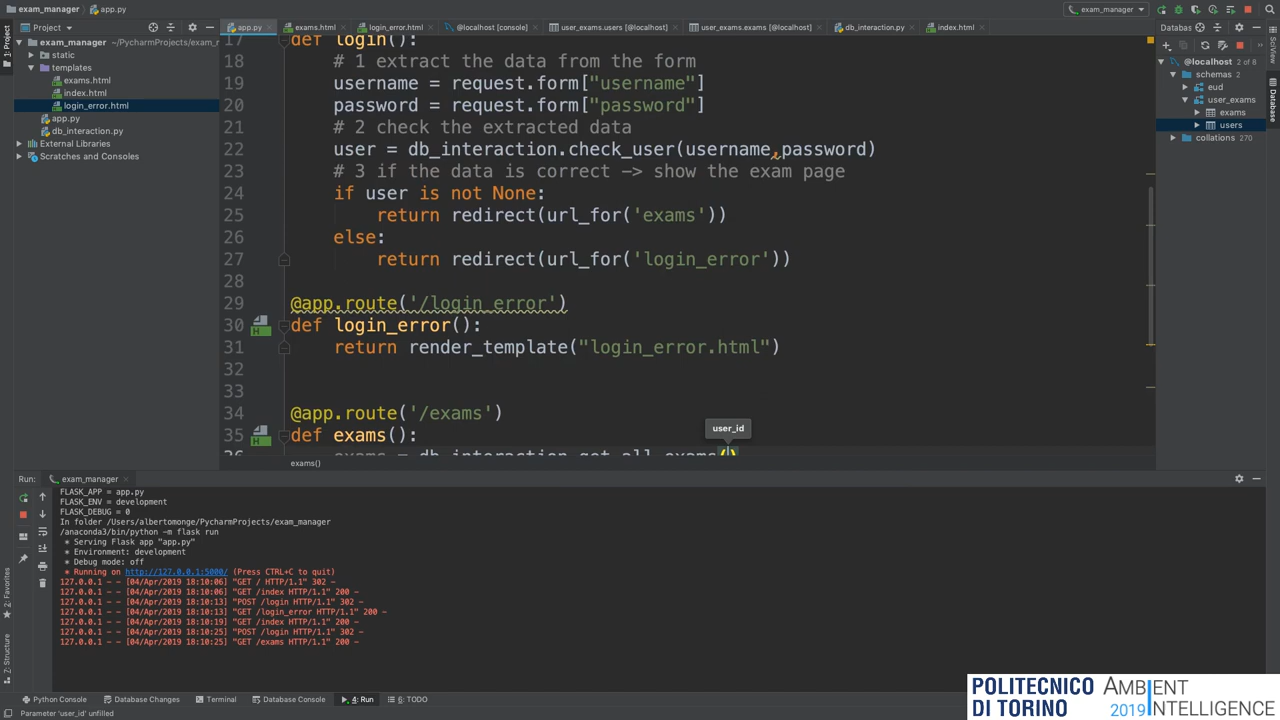 exam_manager
app.py
exam_manager
app.py
exams.html
login_error.html
@localhost [console]
user_exams.users [@localhost]
user_exams.exams [@localhost]
db_interaction.py
index.html
1: Project
Project
exam_manager ~/PycharmProjects/exam_r
static
templates
exams.html
index.html
login_error.html
app.py
db_interaction.py
External Libraries
Scratches and Consoles
17 def login():
18 # 1 extract the data from the form
19 username = request.form["username"]
20 password = request.form["password"]
21 # 2 check the extracted data
22 user = db_interaction.check_user(username,password)
23 # 3 if the data is correct -> show the exam page
24 if user is not None:
25 return redirect(url_for('exams'))
26 else:
27 return redirect(url_for('login_error'))
28
29 @app.route('/login_error')
30 def login_error():
31 return render_template("login_error.html")
32
33
34 @app.route('/exams')
35 def exams():
user_id
36 exams = db_interaction.get_all_exams()
exams()
Databas
@localhost 2 of 8
schemas 2
eud
user_exams
exams
users
collations 270
SciView
Database
Run: exam_manager
FLASK_APP = app.py
FLASK_ENV = development
FLASK_DEBUG = 0
In folder /Users/albertomonge/PycharmProjects/exam_manager
/anaconda3/bin/python -m flask run
* Serving Flask app "app.py"
* Environment: development
* Debug mode: off
* Running on http://127.0.0.1:5000/ (Press CTRL+C to quit)
127.0.0.1 - - [04/Apr/2019 18:10:06] "GET / HTTP/1.1" 302 -
127.0.0.1 - - [04/Apr/2019 18:10:06] "GET /index HTTP/1.1" 200 -
127.0.0.1 - - [04/Apr/2019 18:10:13] "POST /login HTTP/1.1" 302 -
127.0.0.1 - - [04/Apr/2019 18:10:13] "GET /login_error HTTP/1.1" 200 -
127.0.0.1 - - [04/Apr/2019 18:10:19] "GET /index HTTP/1.1" 200 -
127.0.0.1 - - [04/Apr/2019 18:10:25] "POST /login HTTP/1.1" 302 -
127.0.0.1 - - [04/Apr/2019 18:10:25] "GET /exams HTTP/1.1" 200 -
2: Favorites
7: Structure
Python Console
Database Changes
Terminal
Database Console
4: Run
6: TODO
Parameter 'user_id' unfilled
POLITECNICO
DI TORINO
AMBIENT
2019 INTELLIGENCE